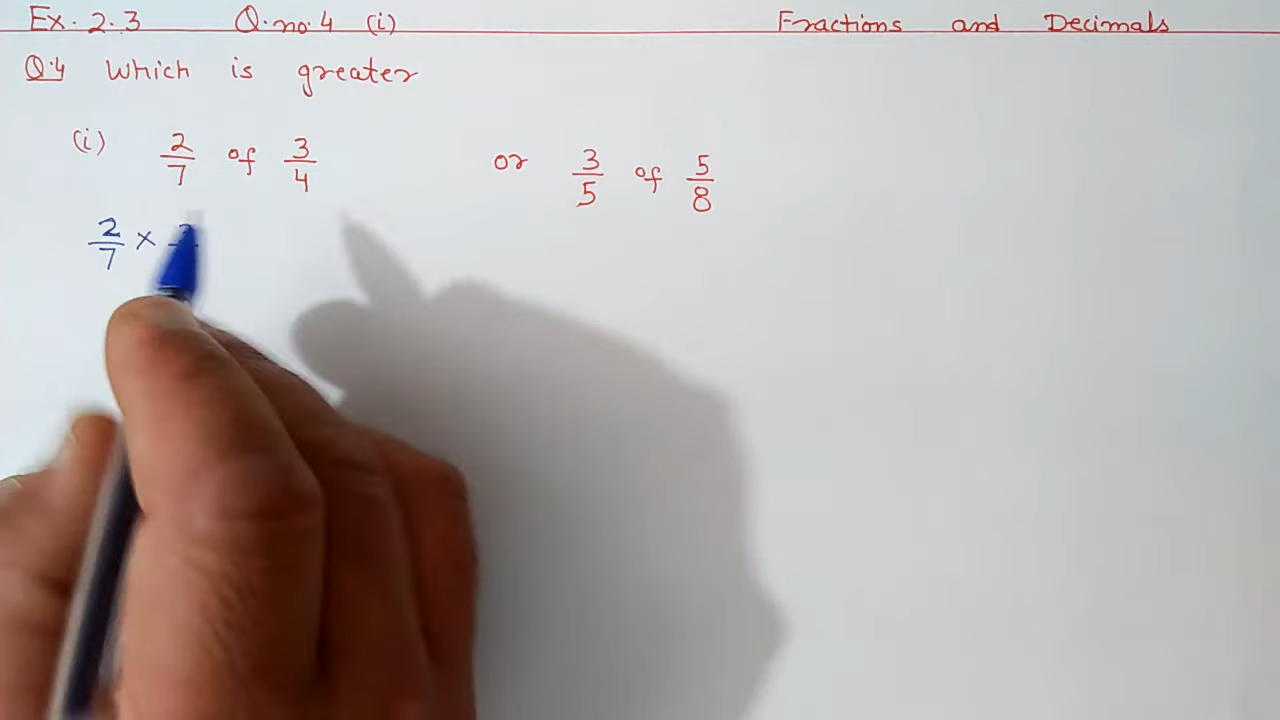 Ex. 2.3 Q. no. 4 (i) Fractions and Decimals
Q.4 Which is greater
(i) 2/7 of 3/4 or 3/5 of 5/8
2/7 ×